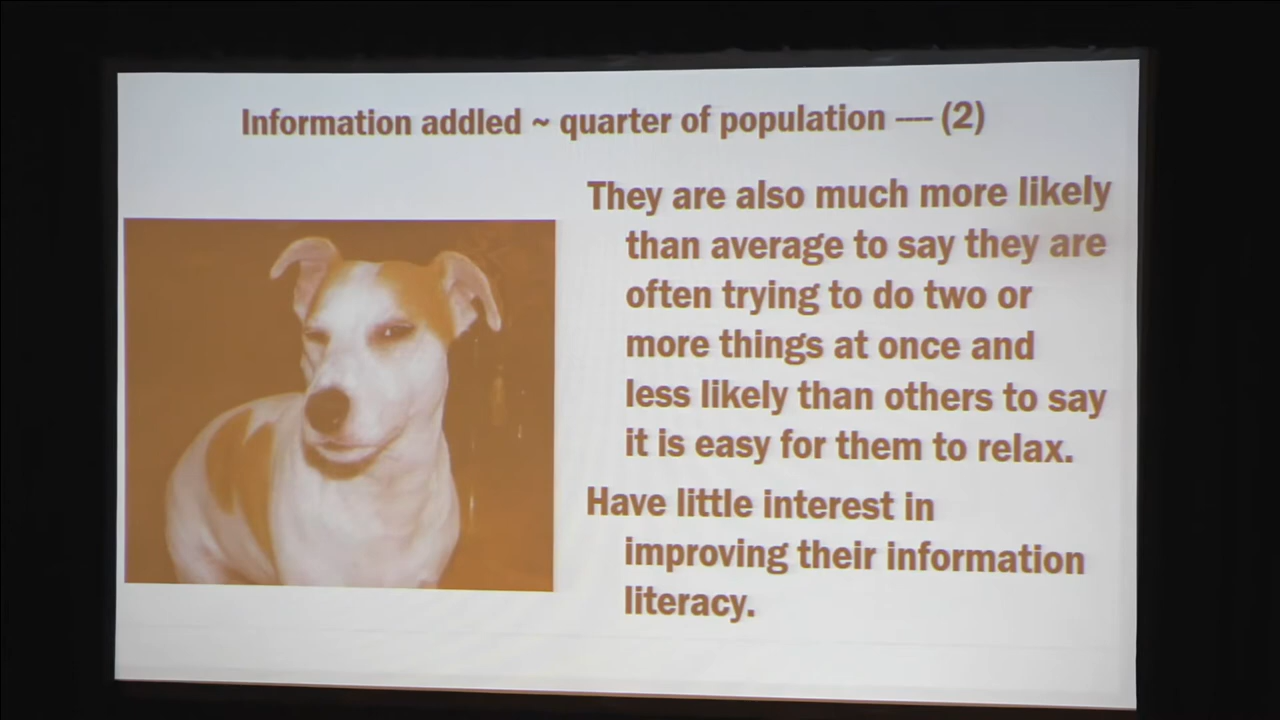 Information addled ~ quarter of population ---- (2)
They are also much more likely
than average to say they are
often trying to do two or
more things at once and
less likely than others to say
it is easy for them to relax.
Have little interest in
improving their information
literacy.